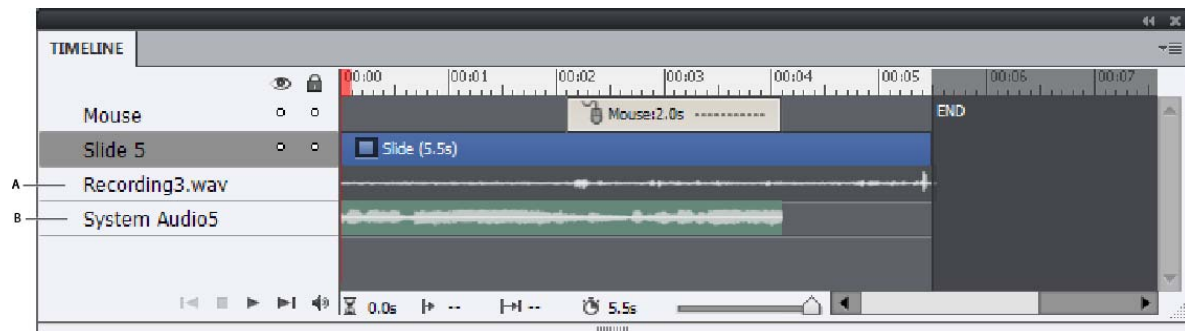 TIMELINE
00:00 00:01 00:02 00:03 00:04 00:05 00:06 00:07
Mouse Mouse:2.0s END
Slide 5 Slide (5.5s)
A Recording3.wav
B System Audio5
0.0s -- -- 5.5s